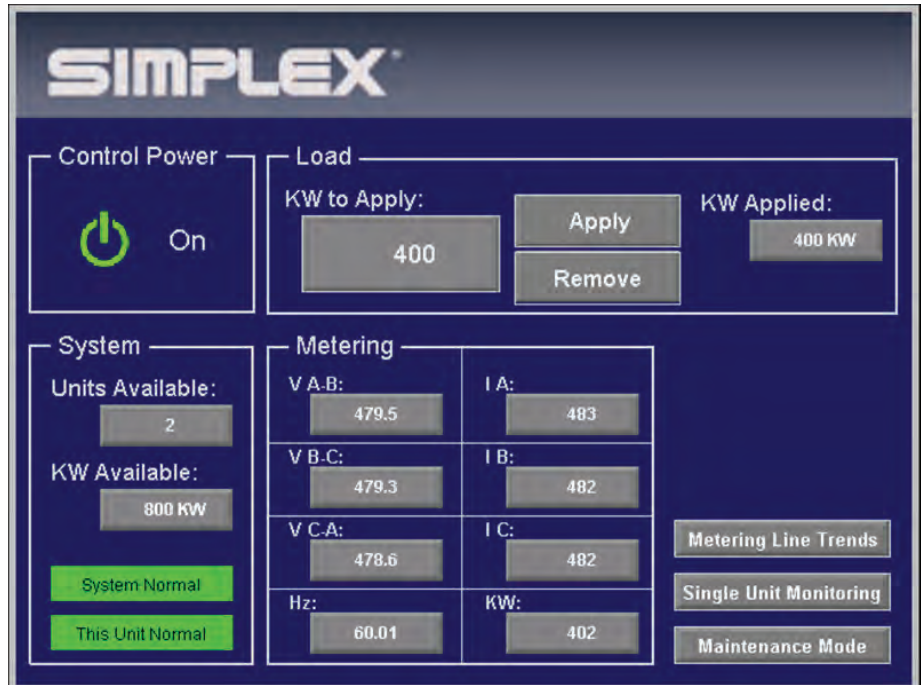 SIMPLEX®
Control Power
On
Load
KW to Apply:
400
Apply
Remove
KW Applied:
400 KW
System
Units Available:
2
KW Available:
800 KW
System Normal
This Unit Normal
Metering
V A-B:
479.5
I A:
483
V B-C:
479.3
I B:
482
V C-A:
478.6
I C:
482
Hz:
60.01
KW:
402
Metering Line Trends
Single Unit Monitoring
Maintenance Mode